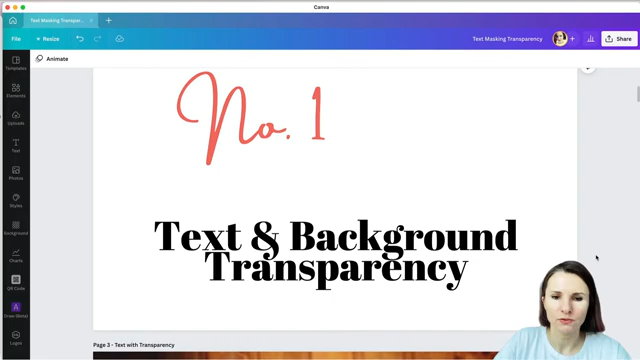 Canva
Text Masking Transpar...
File
Resize
Text Masking Transparency
Share
Animate
Templates
Elements
Uploads
Text
Photos
Styles
Background
Charts
QR Code
Draw (Beta)
Logos
No. 1
Text & Background
Transparency
Page 3 - Text with Transparency